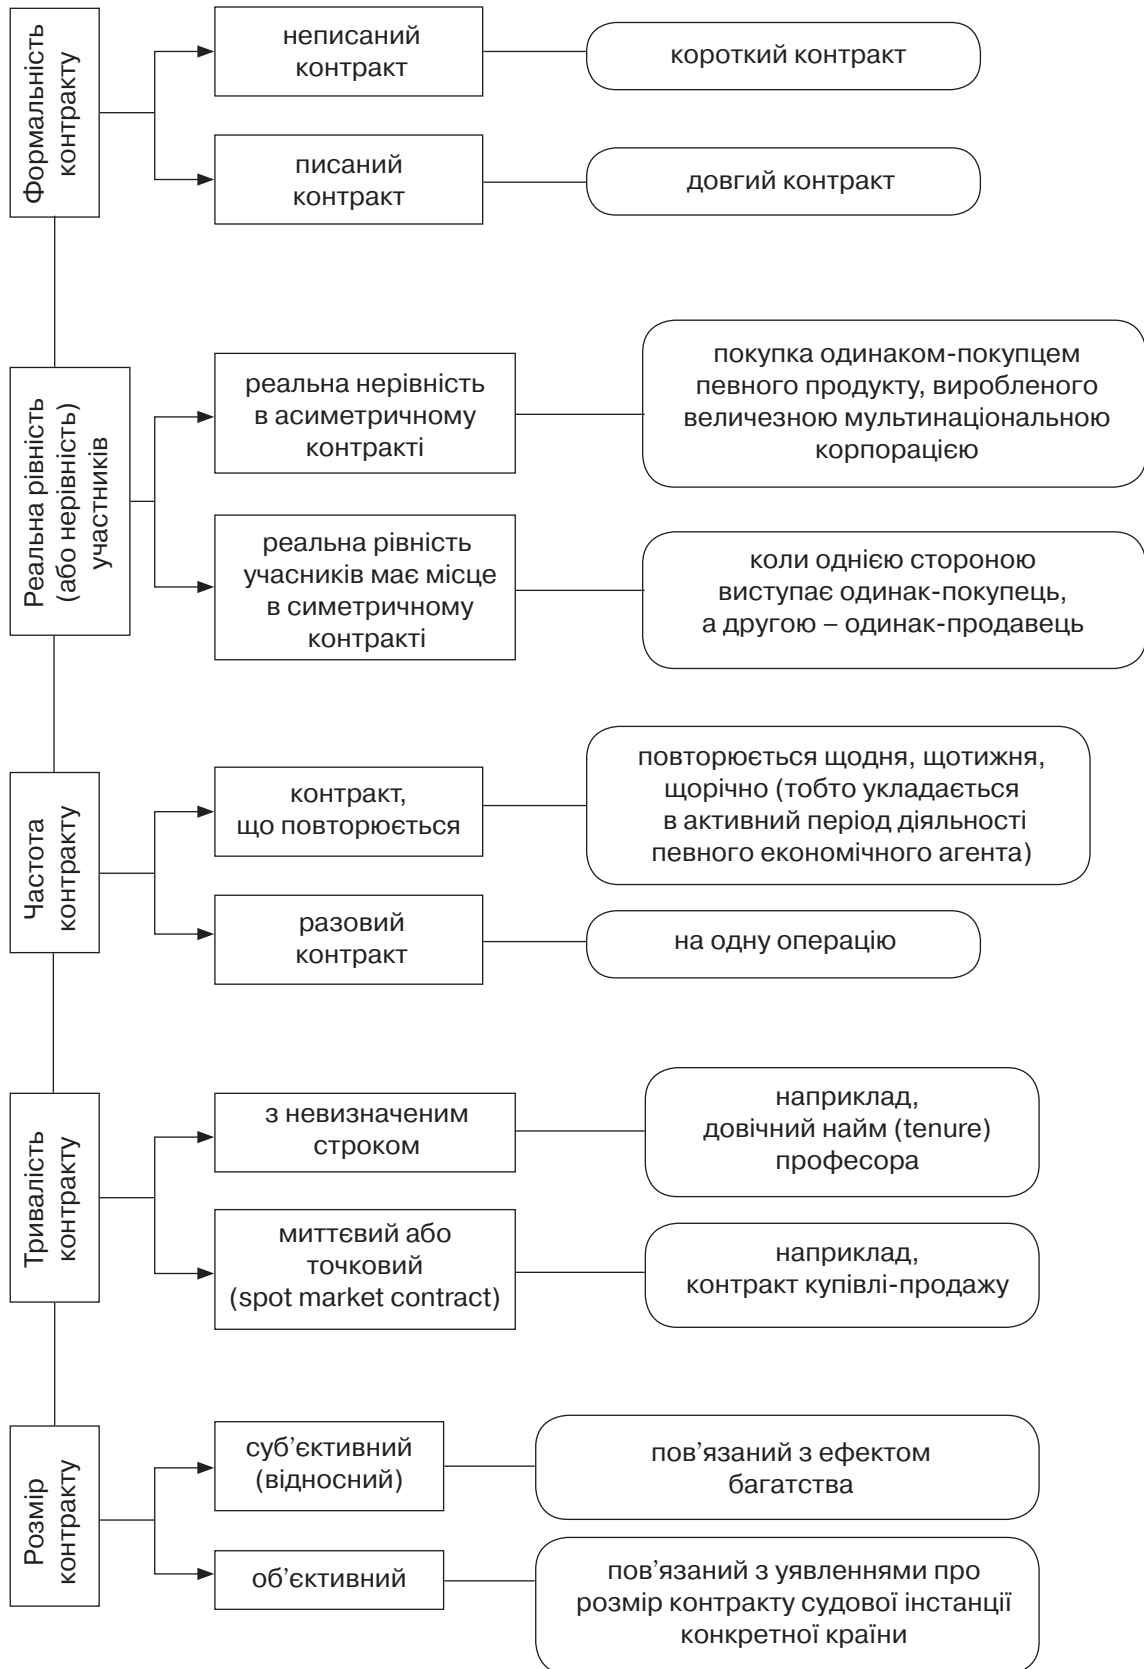 Формальність
контракту
неписаний
контракт
короткий контракт
писаний
контракт
довгий контракт
Реальна рівність
(або нерівність)
участників
реальна нерівність
в асиметричному
контракті
покупка одинаком-покупцем
певного продукту, виробленого
величезною мультинаціональною
корпорацією
реальна рівність
учасників має місце
в симетричному
контракті
коли однією стороною
виступає одинак-покупець,
а другою – одинак-продавець
Частота
контракту
контракт,
що повторюється
повторюється щодня, щотижня,
щорічно (тобто укладається
в активний період діяльності
певного економічного агента)
разовий
контракт
на одну операцію
Тривалість
контракту
з невизначеним
строком
наприклад,
довічний найм (tenure)
професора
миттєвий або
точковий
(spot market contract)
наприклад,
контракт купівлі-продажу
Розмір
контракту
суб’єктивний
(відносний)
пов’язаний з ефектом
багатства
об’єктивний
пов’язаний з уявленнями про
розмір контракту судової інстанції
конкретної країни